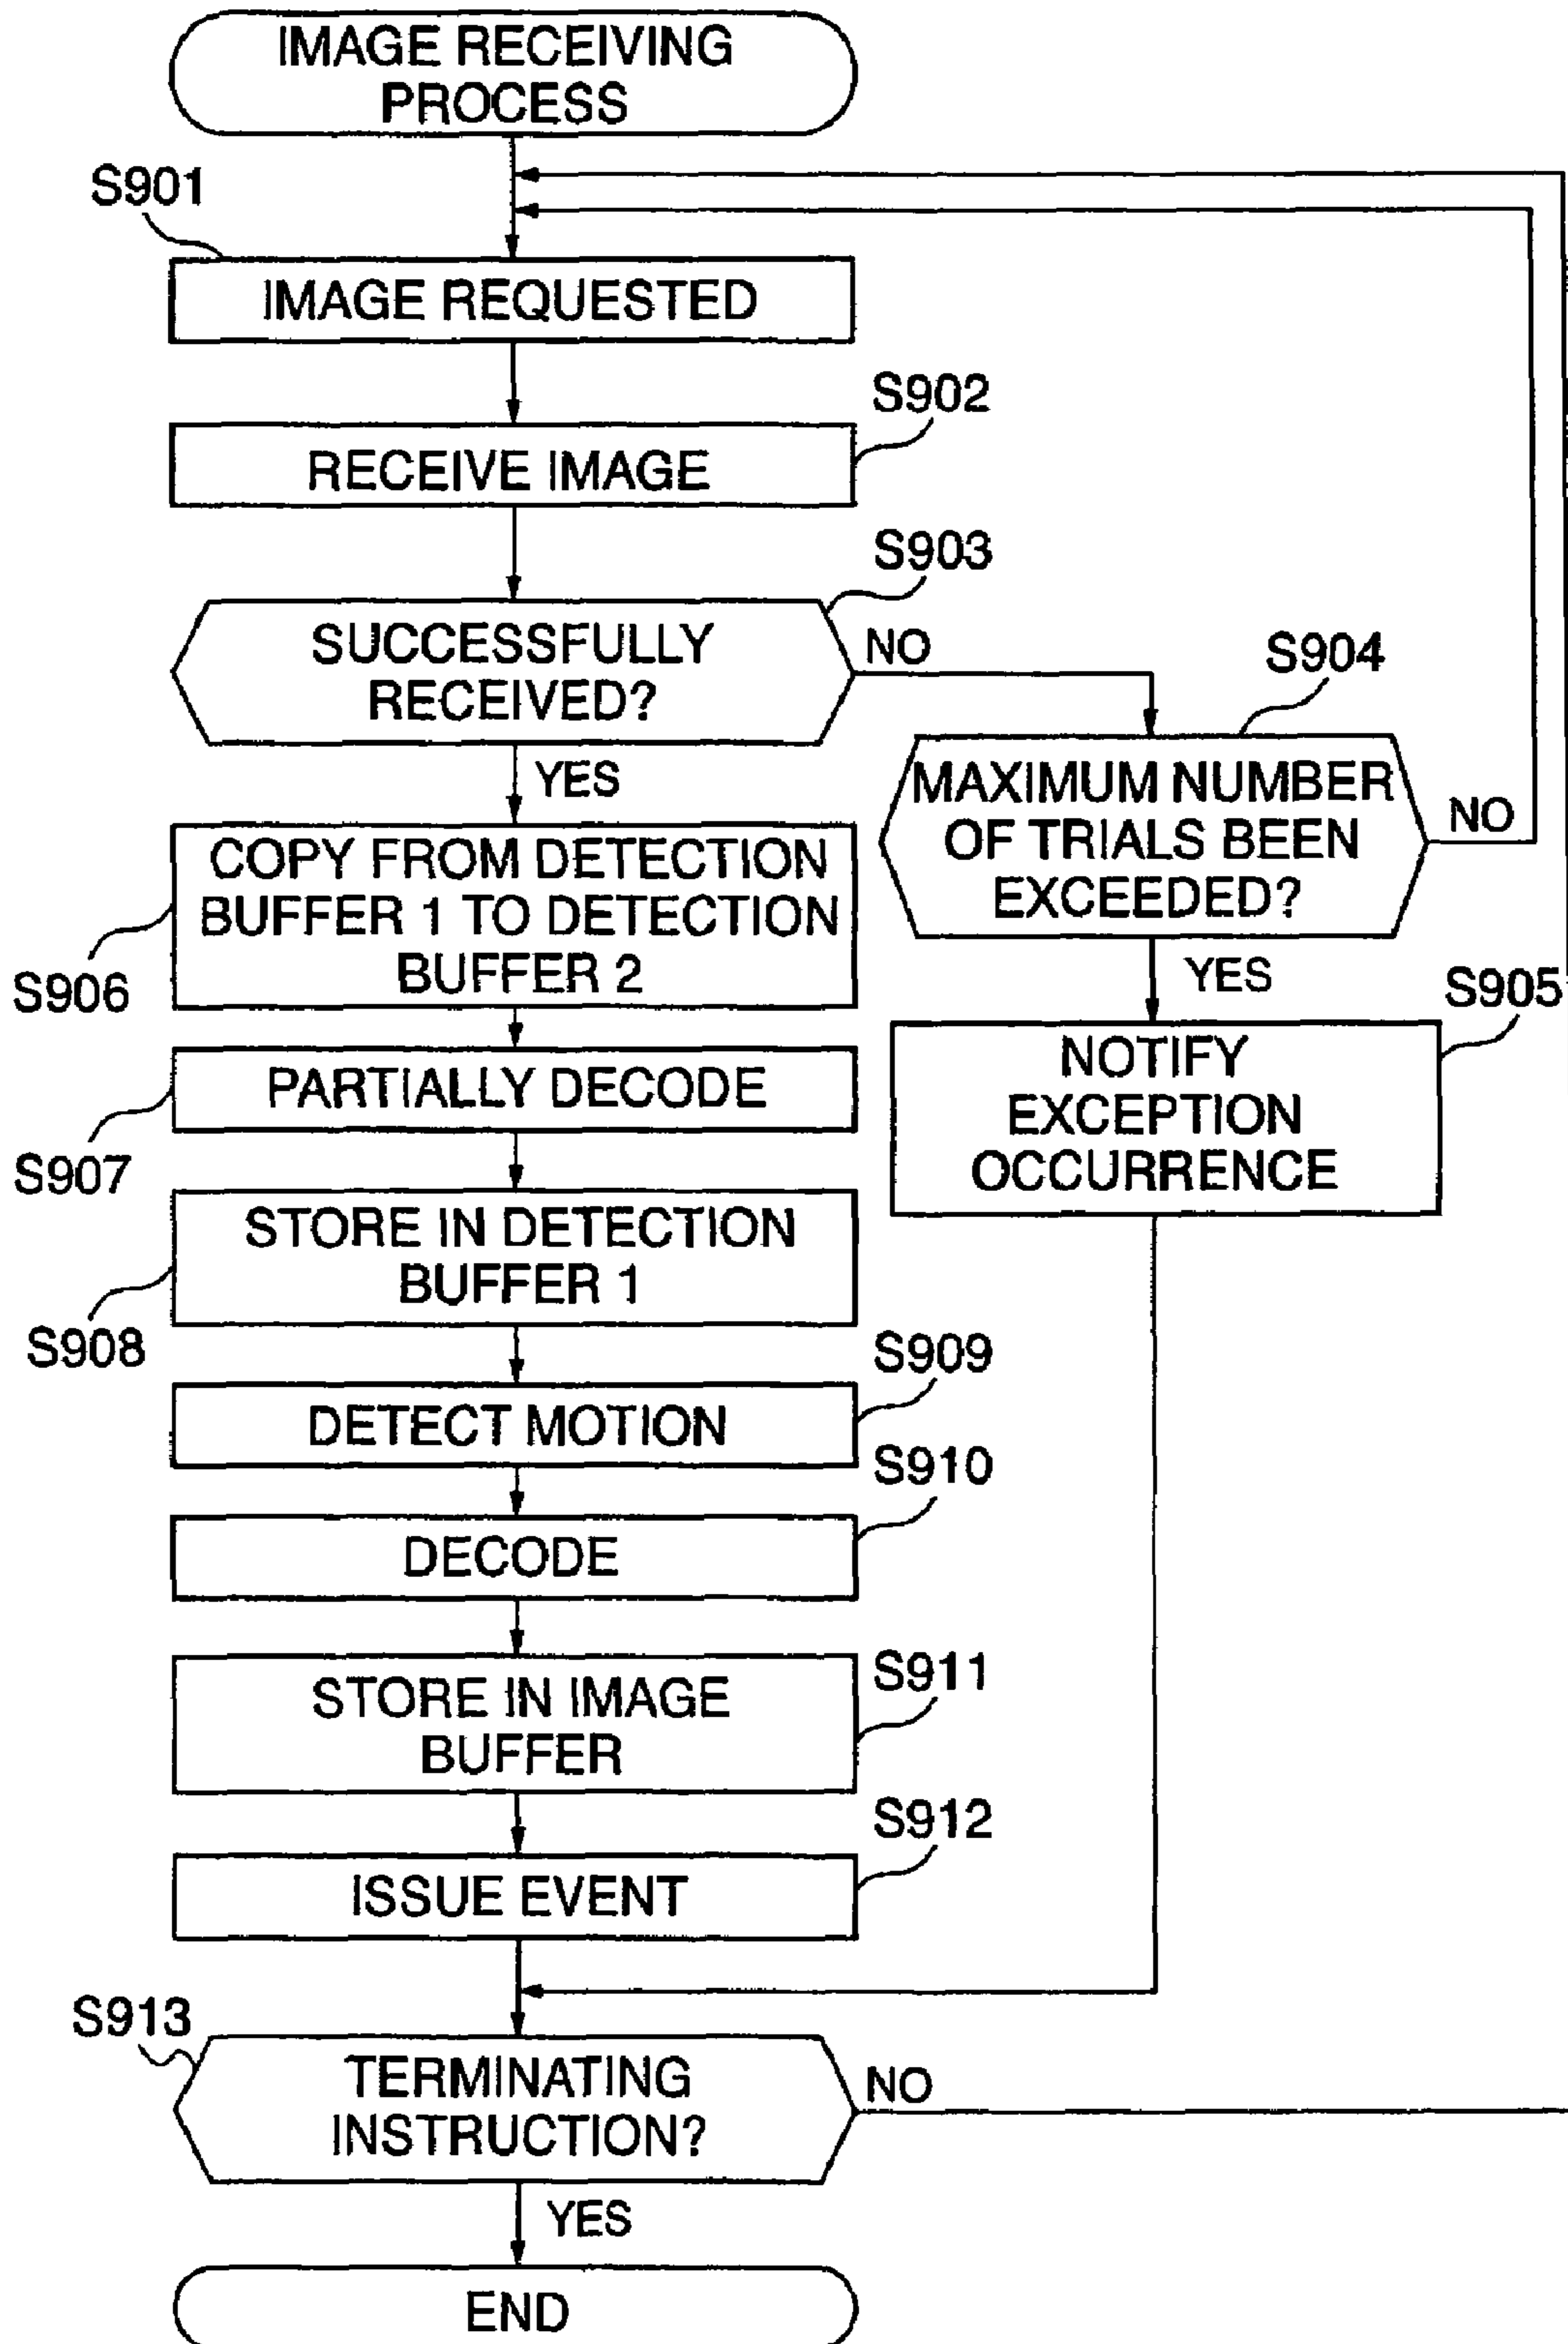 IMAGE RECEIVING
PROCESS
S901
IMAGE REQUESTED
S902
RECEIVE IMAGE
S903
SUCCESSFULLY
RECEIVED?
NO
S904
MAXIMUM NUMBER
OF TRIALS BEEN
EXCEEDED?
NO
YES
YES
S905
NOTIFY
EXCEPTION
OCCURRENCE
COPY FROM DETECTION
BUFFER 1 TO DETECTION
BUFFER 2
S906
PARTIALLY DECODE
S907
STORE IN DETECTION
BUFFER 1
S908
S909
DETECT MOTION
S910
DECODE
S911
STORE IN IMAGE
BUFFER
S912
ISSUE EVENT
S913
TERMINATING
INSTRUCTION?
NO
YES
END